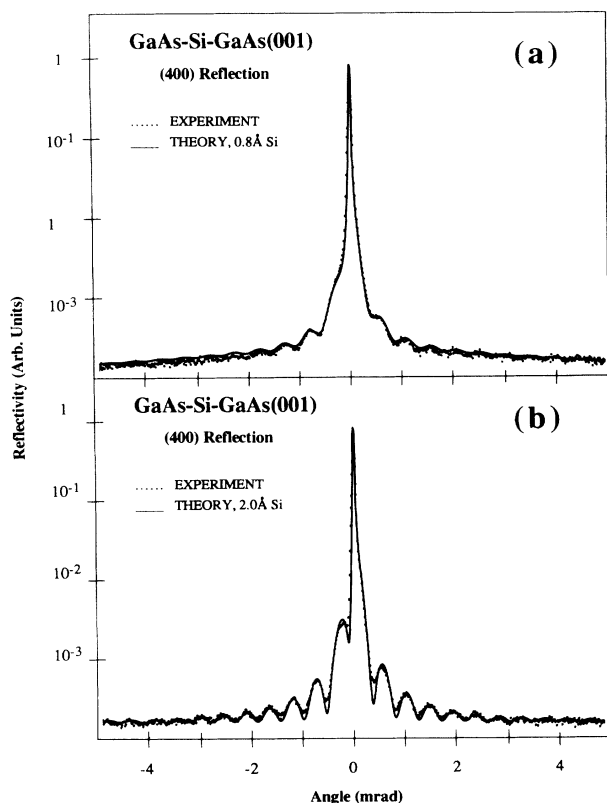 GaAs-Si-GaAs(001)
(a)
(400) Reflection
EXPERIMENT
THEORY, 0.8Å Si
1
10-1
1
10-3
GaAs-Si-GaAs(001)
(b)
(400) Reflection
EXPERIMENT
THEORY, 2.0Å Si
1
10-1
10-2
10-3
Reflectivity (Arb. Units)
-4
-2
0
2
4
Angle (mrad)